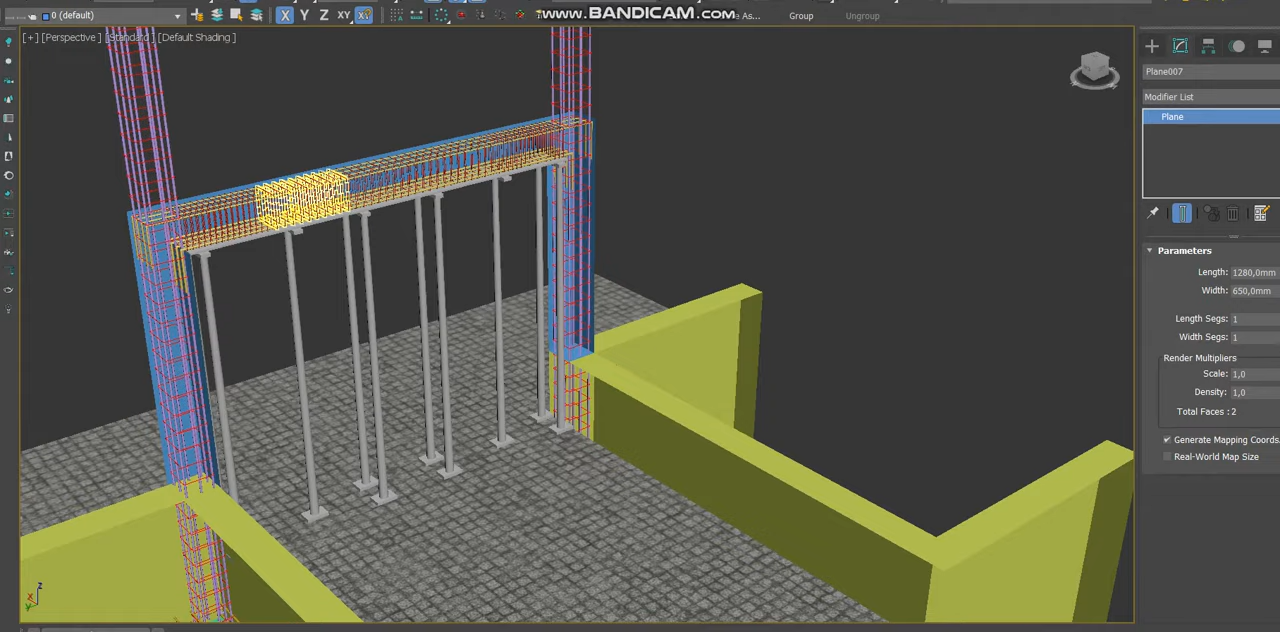 0 (default)
X Y Z XY
www.BANDICAM.com
As...
Group
Ungroup
[+] [Perspective] [Standard] [Default Shading]
Plane007
Modifier List
Plane
Parameters
Length: 1280,0mm
Width: 650,0mm
Length Segs: 1
Width Segs: 1
Render Multipliers
Scale: 1,0
Density: 1,0
Total Faces : 2
Generate Mapping Coords.
Real-World Map Size
z
x
y